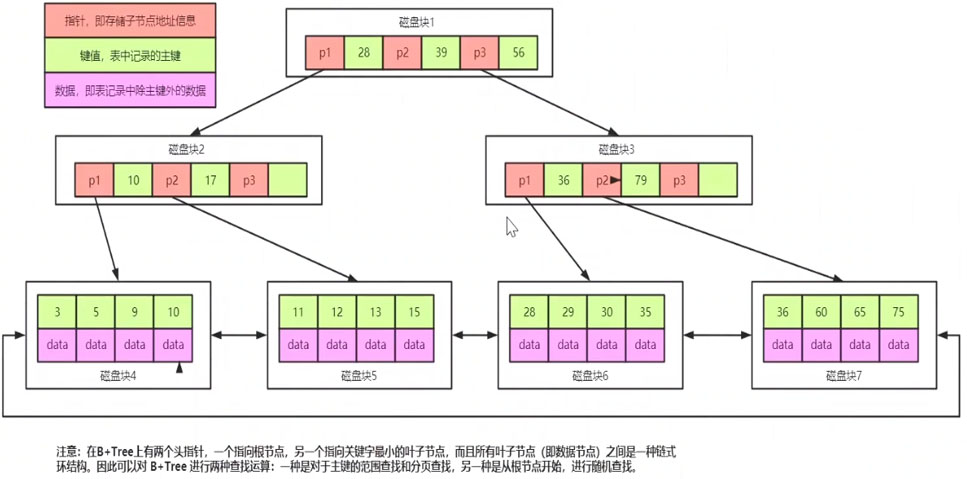 指针，即存储子节点地址信息
键值，表中记录的主键
数据，即表记录中除主键外的数据
磁盘块1
p1 28 p2 39 p3 56
磁盘块2
p1 10 p2 17 p3
磁盘块3
p1 36 p2 79 p3
3 5 9 10
data data data data
磁盘块4
11 12 13 15
data data data data
磁盘块5
28 29 30 35
data data data data
磁盘块6
36 60 65 75
data data data data
磁盘块7
注意：在B+Tree上有两个头指针，一个指向根节点，另一个指向关键字最小的叶子节点，而且所有叶子节点（即数据节点）之间是一种链式
环结构。因此可以对 B+Tree 进行两种查找运算：一种是对于主键的范围查找和分页查找，另一种是从根节点开始，进行随机查找。